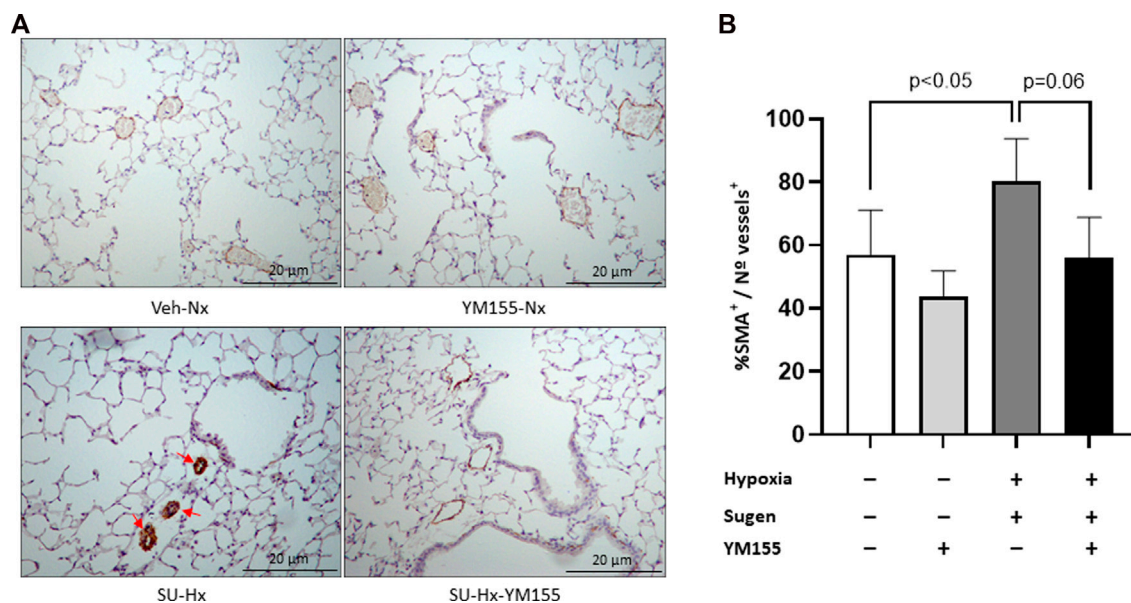 A
20 µm
20 µm
Veh-Nx
YM155-Nx
20 µm
20 µm
SU-Hx
SU-Hx-YM155
B
p<0.05
p=0.06
%SMA⁺ / Nº vessels⁺
100
80
60
40
20
0
Hypoxia – – + +
Sugen – – + +
YM155 – + – +